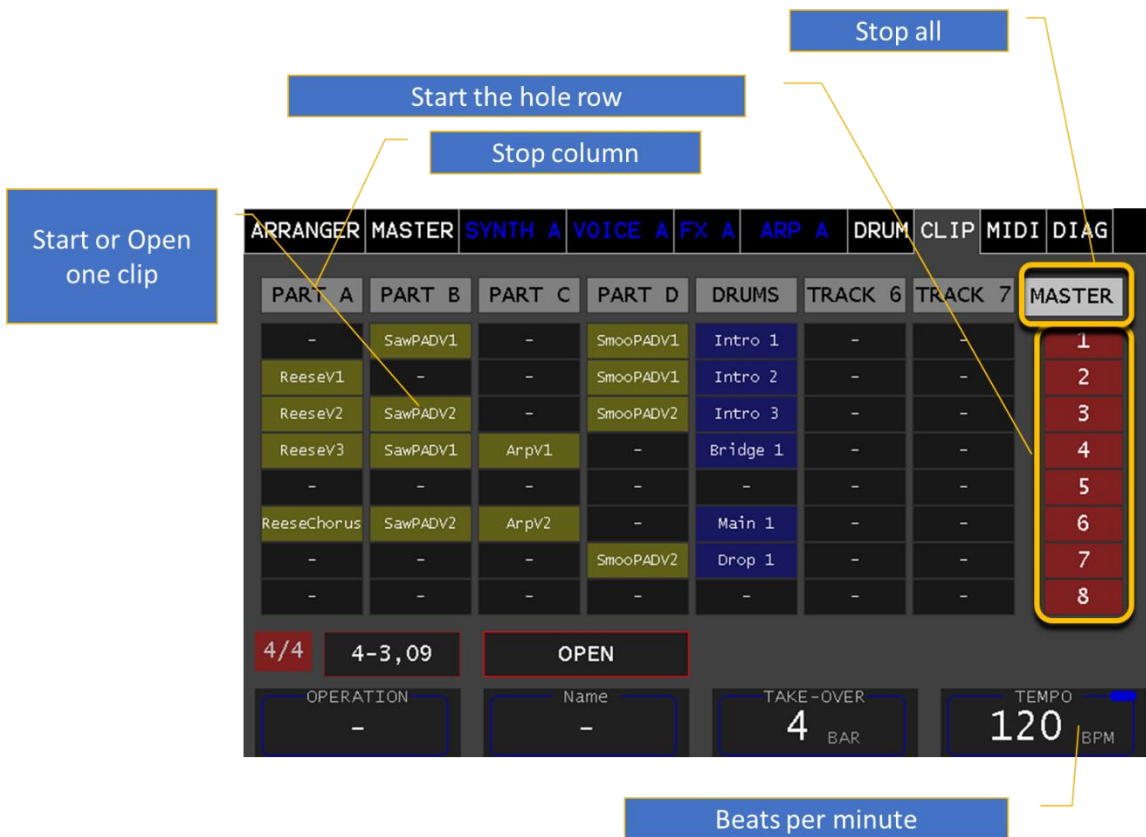 Stop all
Start the hole row
Stop column
Start or Open
one clip
ARRANGER MASTER SYNTH A VOICE A FX A ARP A DRUM CLIP MIDI DIAG
PART A PART B PART C PART D DRUMS TRACK 6 TRACK 7 MASTER
- SawPADV1 - SmooPADV1 Intro 1 - - 1
ReeseV1 - - SmooPADV1 Intro 2 - - 2
ReeseV2 SawPADV2 - SmooPADV2 Intro 3 - - 3
ReeseV3 SawPADV1 ArpV1 - Bridge 1 - - 4
- - - - - - - 5
ReeseChorus SawPADV2 ArpV2 - Main 1 - - 6
- - - SmooPADV2 Drop 1 - - 7
- - - - - - - 8
4/4 4-3,09 OPEN
OPERATION Name TAKE-OVER TEMPO
- - 4 BAR 120 BPM
Beats per minute